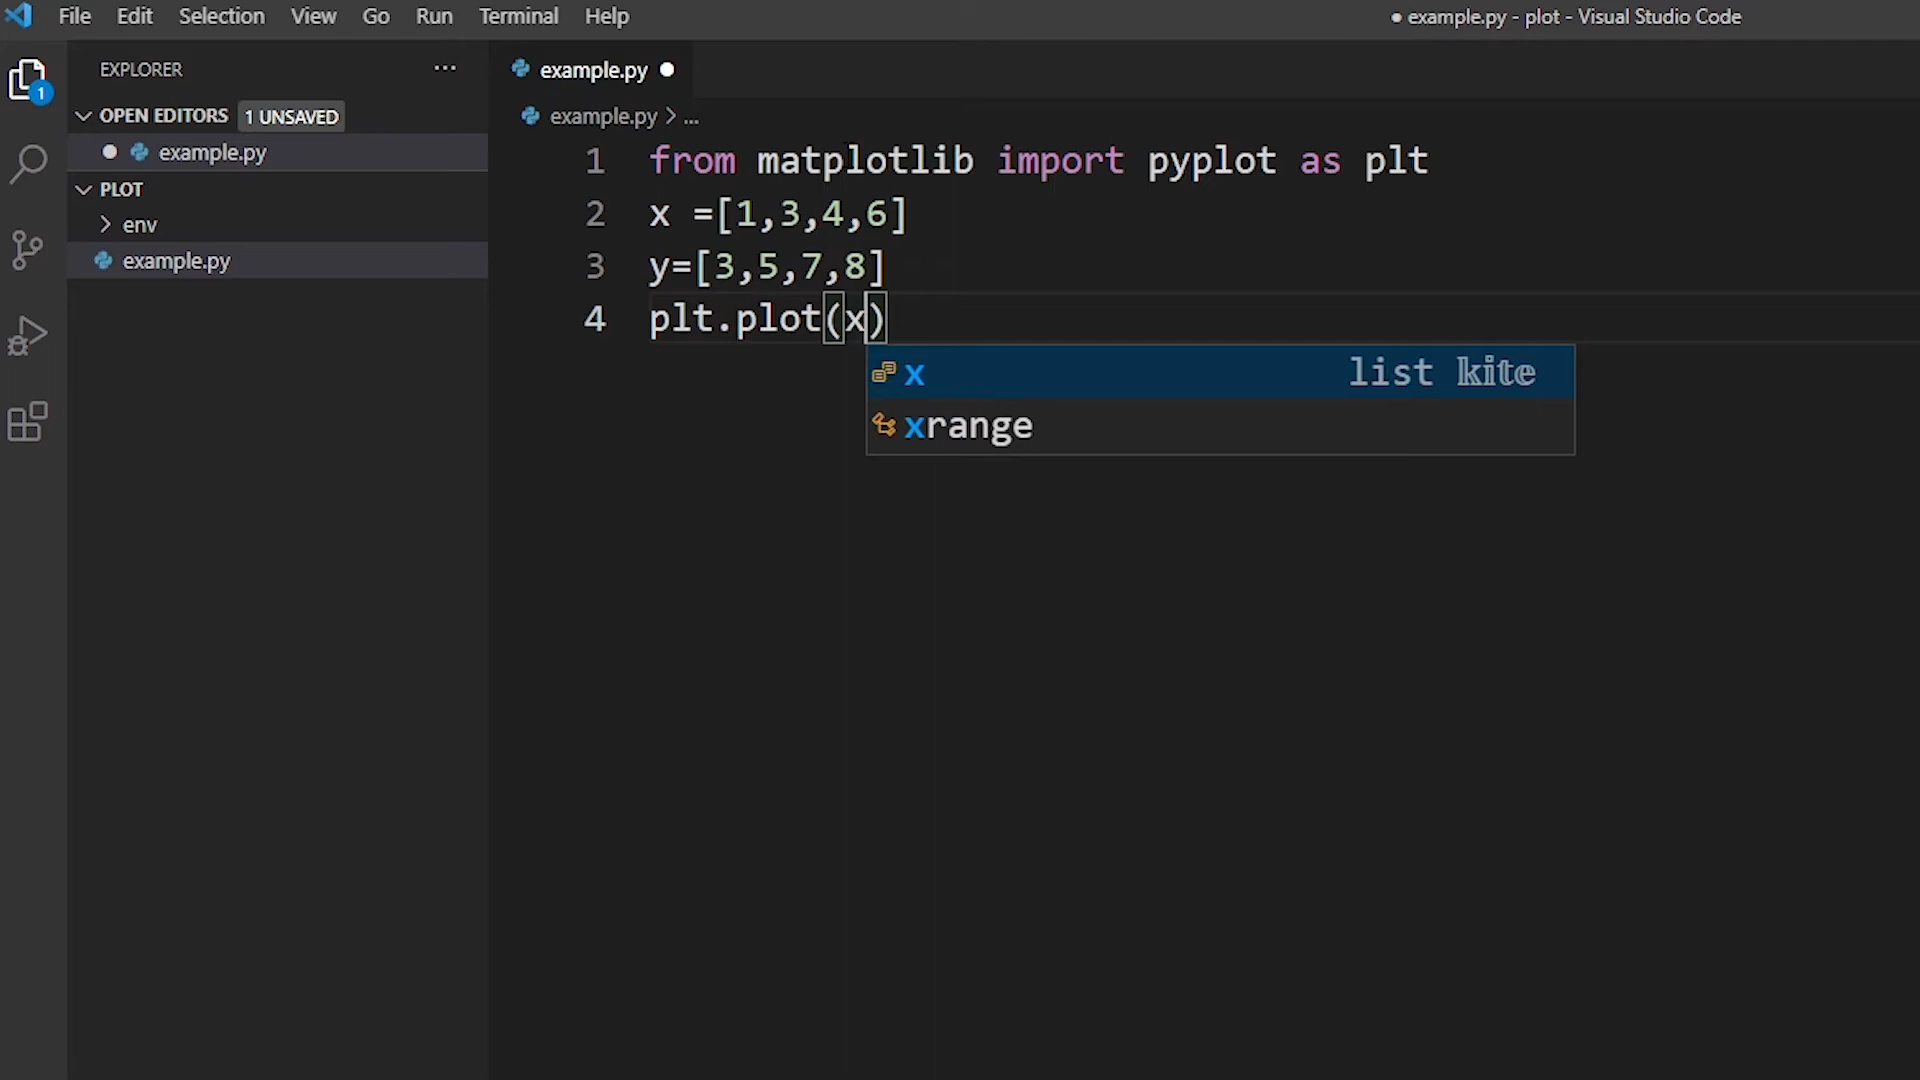 File Edit Selection View Go Run Terminal Help
● example.py - plot - Visual Studio Code
EXPLORER ...
1
OPEN EDITORS 1 UNSAVED
example.py
PLOT
env
example.py
example.py
example.py > ...
1 from matplotlib import pyplot as plt
2 x =[1,3,4,6]
3 y=[3,5,7,8]
4 plt.plot(x)
x list kite
xrange